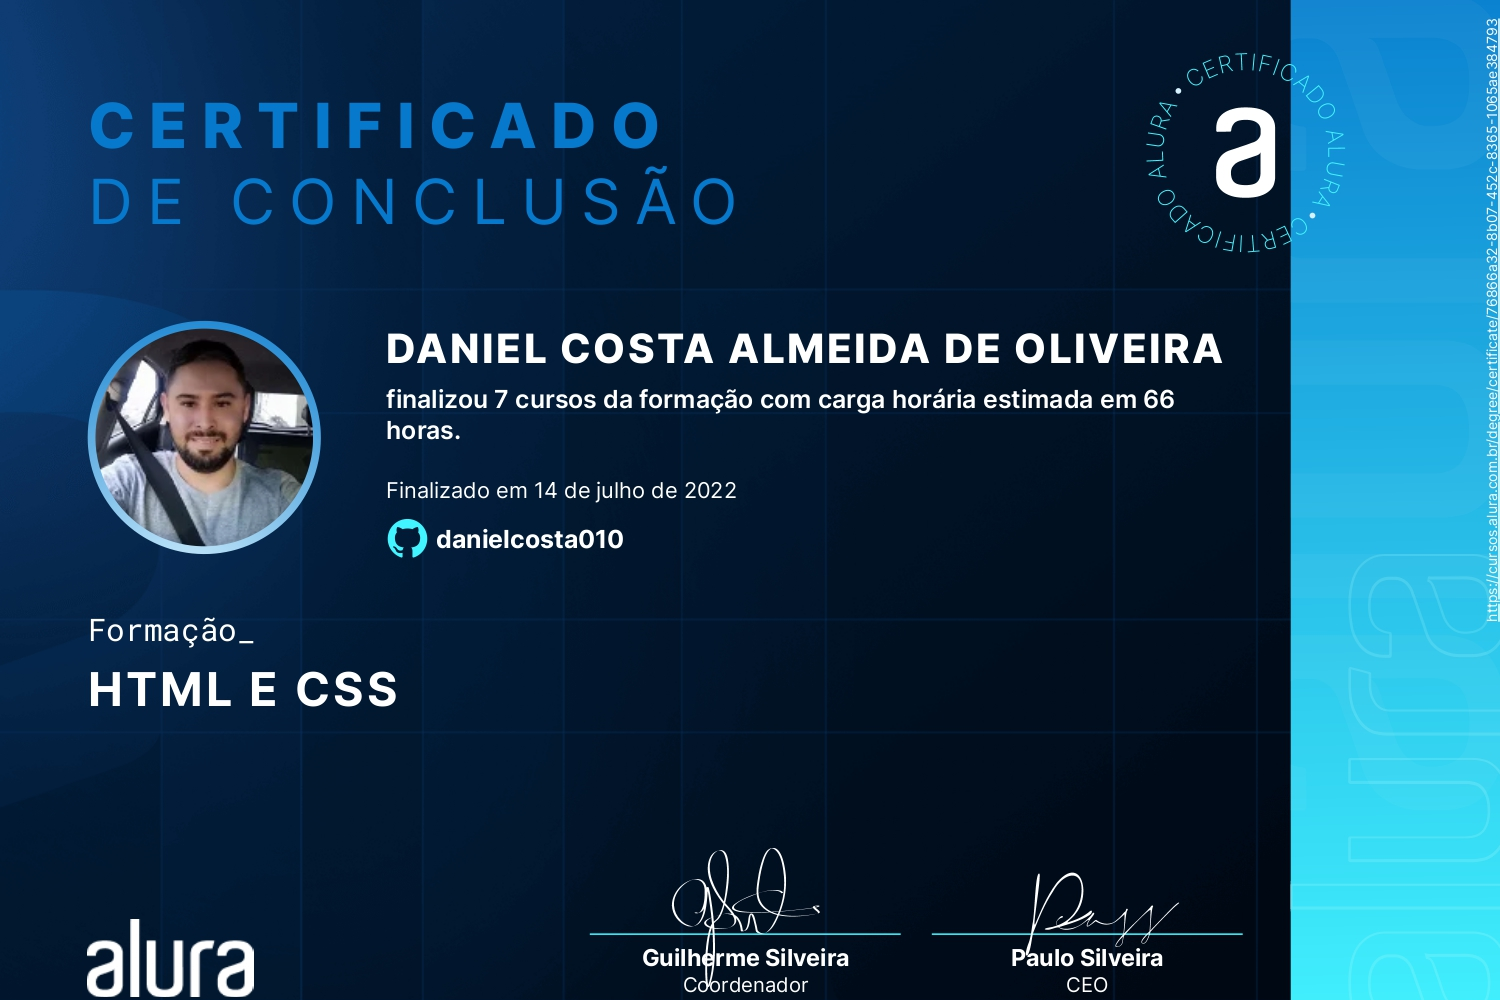 CERTIFICADO
DE CONCLUSÃO
CERTIFICADO ALURA • CERTIFICADO ALURA •
a
DANIEL COSTA ALMEIDA DE OLIVEIRA
finalizou 7 cursos da formação com carga horária estimada em 66
horas.
Finalizado em 14 de julho de 2022
danielcosta010
Formação_
HTML E CSS
alura
Guilherme Silveira
Coordenador
Paulo Silveira
CEO
https://cursos.alura.com.br/degree/certificate/76866a32-8b07-452c-8365-1065ae384793
alura